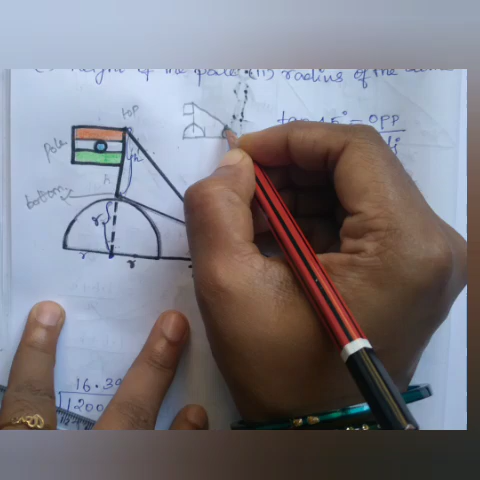 height of the pole (ii) radius of the
top
tan 45° = opp
pole
h
bottom
r
r r
16.39
1200